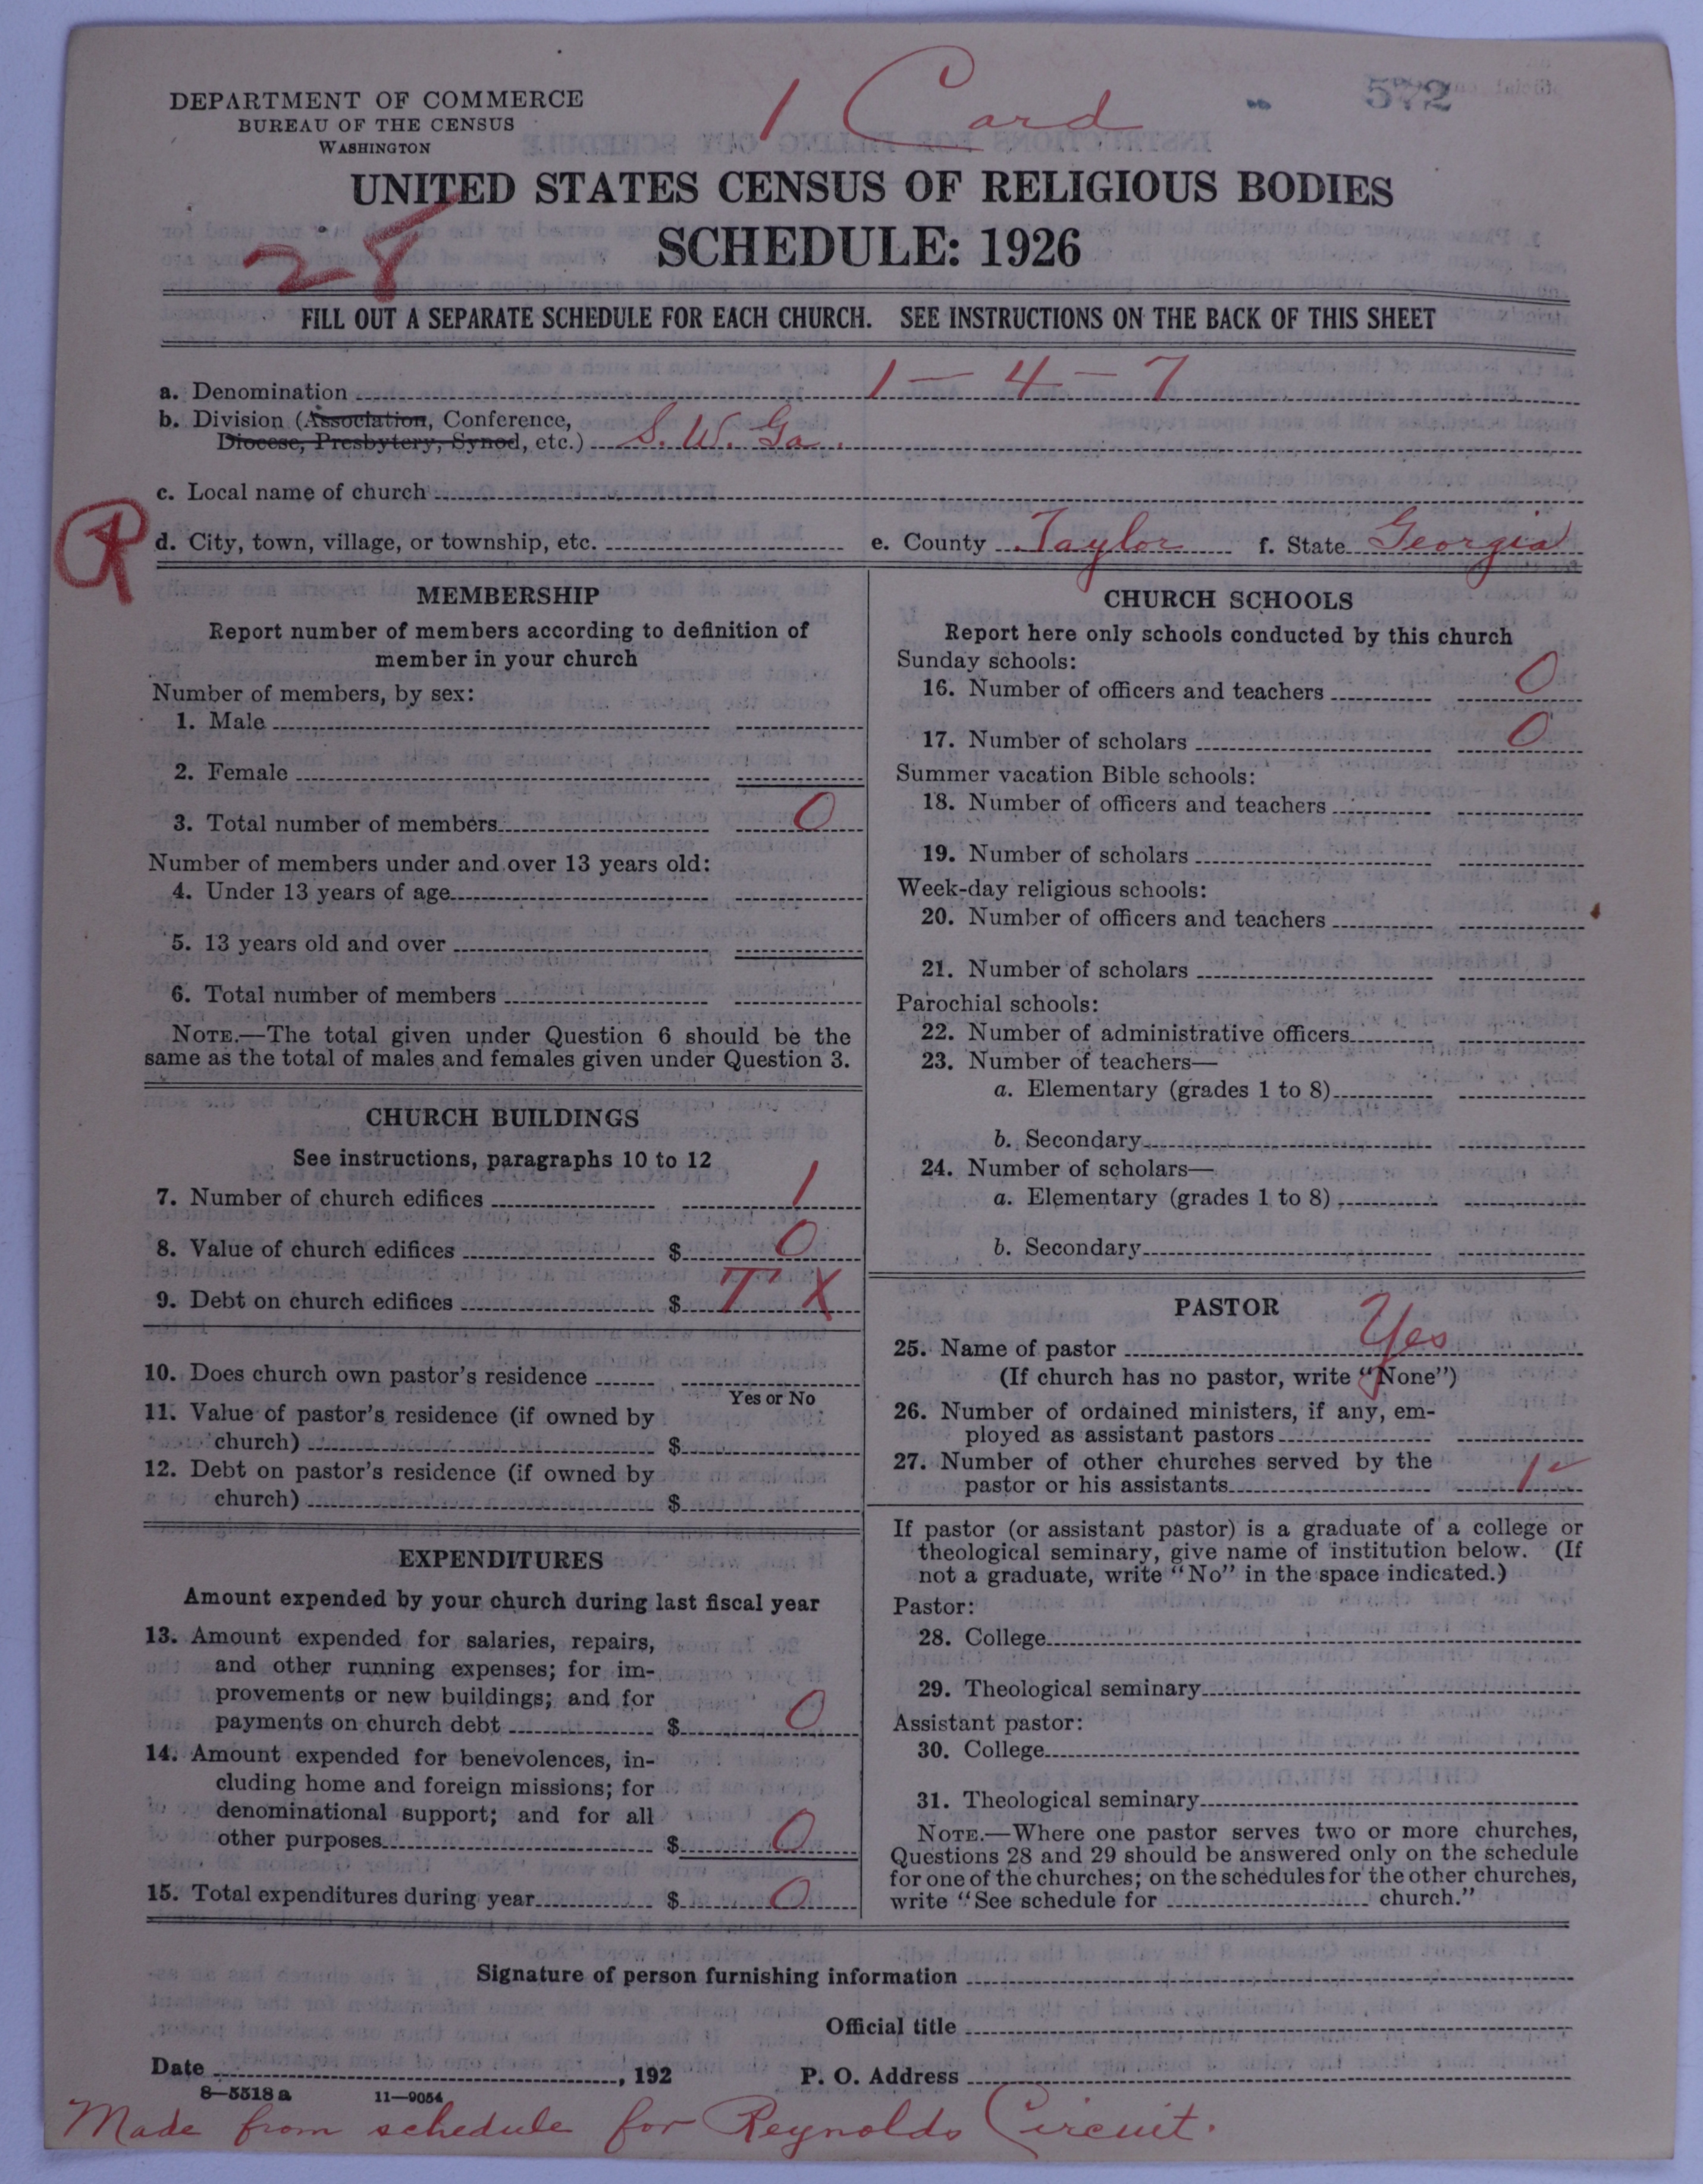 DEPARTMENT OF COMMERCE
BUREAU OF THE CENSUS
WASHINGTON
1 Card
572
UNITED STATES CENSUS OF RELIGIOUS BODIES
28
SCHEDULE: 1926
FILL OUT A SEPARATE SCHEDULE FOR EACH CHURCH. SEE INSTRUCTIONS ON THE BACK OF THIS SHEET
a. Denomination 1-4-7
b. Division (Association, Conference,
Diocese, Presbytery, Synod, etc.) S. W. Ga.
c. Local name of church
R
d. City, town, village, or township, etc. e. County Taylor f. State Georgia
MEMBERSHIP
Report number of members according to definition of
member in your church
Number of members, by sex:
1. Male
2. Female
3. Total number of members 0
Number of members under and over 13 years old:
4. Under 13 years of age
5. 13 years old and over
6. Total number of members
NOTE.—The total given under Question 6 should be the
same as the total of males and females given under Question 3.
CHURCH BUILDINGS
See instructions, paragraphs 10 to 12
7. Number of church edifices 1
8. Value of church edifices $ 0
9. Debt on church edifices $ T X
10. Does church own pastor's residence
Yes or No
11. Value of pastor's residence (if owned by
church) $
12. Debt on pastor's residence (if owned by
church) $
EXPENDITURES
Amount expended by your church during last fiscal year
13. Amount expended for salaries, repairs,
and other running expenses; for im-
provements or new buildings; and for
payments on church debt $ 0
14. Amount expended for benevolences, in-
cluding home and foreign missions; for
denominational support; and for all
other purposes $ 0
15. Total expenditures during year $ 0
CHURCH SCHOOLS
Report here only schools conducted by this church
Sunday schools:
16. Number of officers and teachers 0
17. Number of scholars 0
Summer vacation Bible schools:
18. Number of officers and teachers
19. Number of scholars
Week-day religious schools:
20. Number of officers and teachers
21. Number of scholars
Parochial schools:
22. Number of administrative officers
23. Number of teachers—
a. Elementary (grades 1 to 8)
b. Secondary
24. Number of scholars—
a. Elementary (grades 1 to 8)
b. Secondary
PASTOR
25. Name of pastor Yes
(If church has no pastor, write "None")
26. Number of ordained ministers, if any, em-
ployed as assistant pastors
27. Number of other churches served by the
pastor or his assistants 1
If pastor (or assistant pastor) is a graduate of a college or
theological seminary, give name of institution below. (If
not a graduate, write "No" in the space indicated.)
Pastor:
28. College
29. Theological seminary
Assistant pastor:
30. College
31. Theological seminary
NOTE.—Where one pastor serves two or more churches,
Questions 28 and 29 should be answered only on the schedule
for one of the churches; on the schedules for the other churches,
write "See schedule for church."
Signature of person furnishing information
Official title
Date , 192 P. O. Address
8—5518a 11—9054
Made from schedule for Reynolds Circuit.